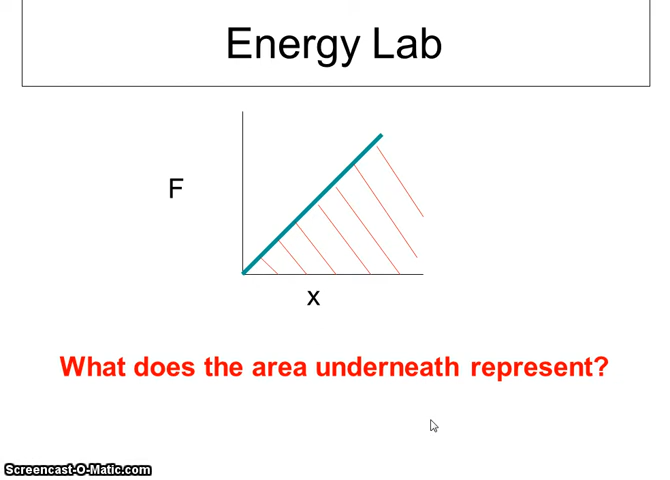 Energy Lab
F
x
What does the area underneath represent?
Screencast-O-Matic.com